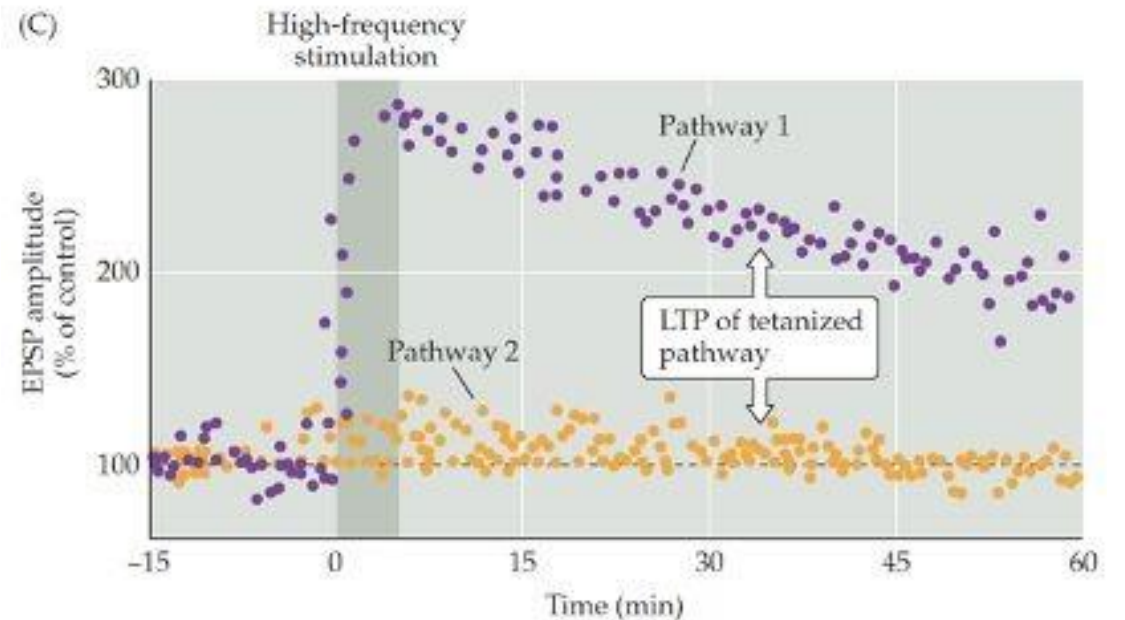 (C)
High-frequency
stimulation
300
200
100
EPSP amplitude
(% of control)
Pathway 1
Pathway 2
LTP of tetanized
pathway
–15
0
15
30
45
60
Time (min)